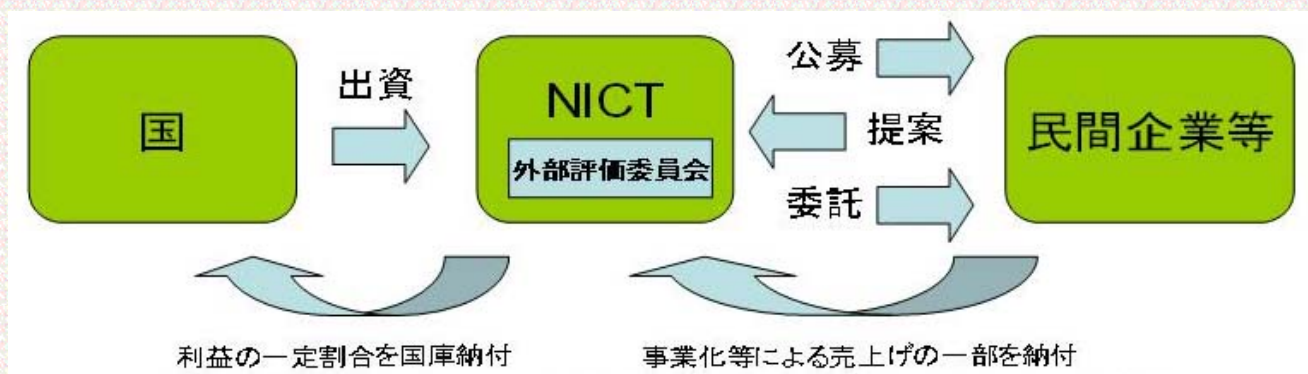 国
出資
NICT
外部評価委員会
公募
提案
委託
民間企業等
利益の一定割合を国庫納付
事業化等による売上げの一部を納付